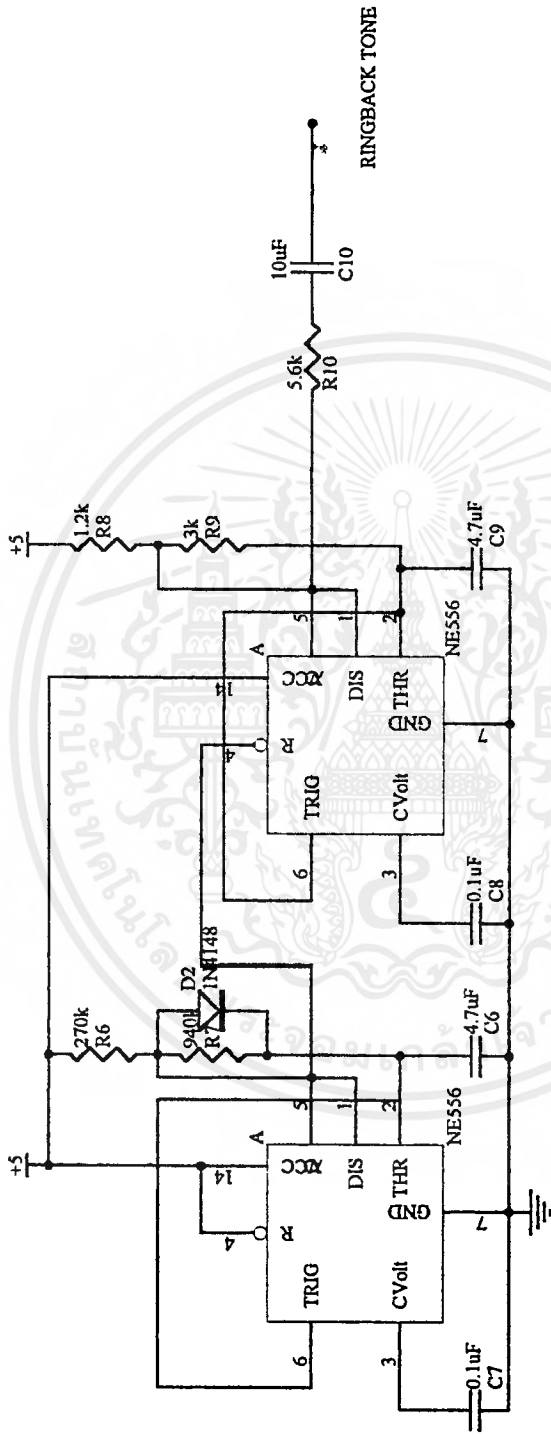 +5
270k
R6
940k
R
D2
1N4148
+5
1.2k
R8
3k
R9
5.6k
R10
10uF
C10
RINGBACK TONE
4
14
R
VCC
A
5
DIS
1
THR
2
TRIG
6
CVolt
3
GND
7
NE556
0.1uF
C7
4.7uF
C6
4
14
R
VCC
A
5
DIS
1
THR
2
TRIG
6
CVolt
3
GND
7
NE556
0.1uF
C8
4.7uF
C9